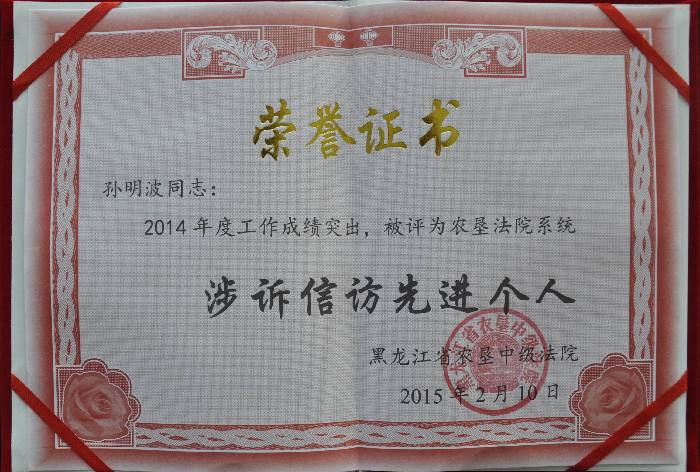 荣誉证书
孙明波同志：
2014年度工作成绩突出，被评为农垦法院系统
涉诉信访先进个人
黑龙江省农垦中级法院
2015年2月10日